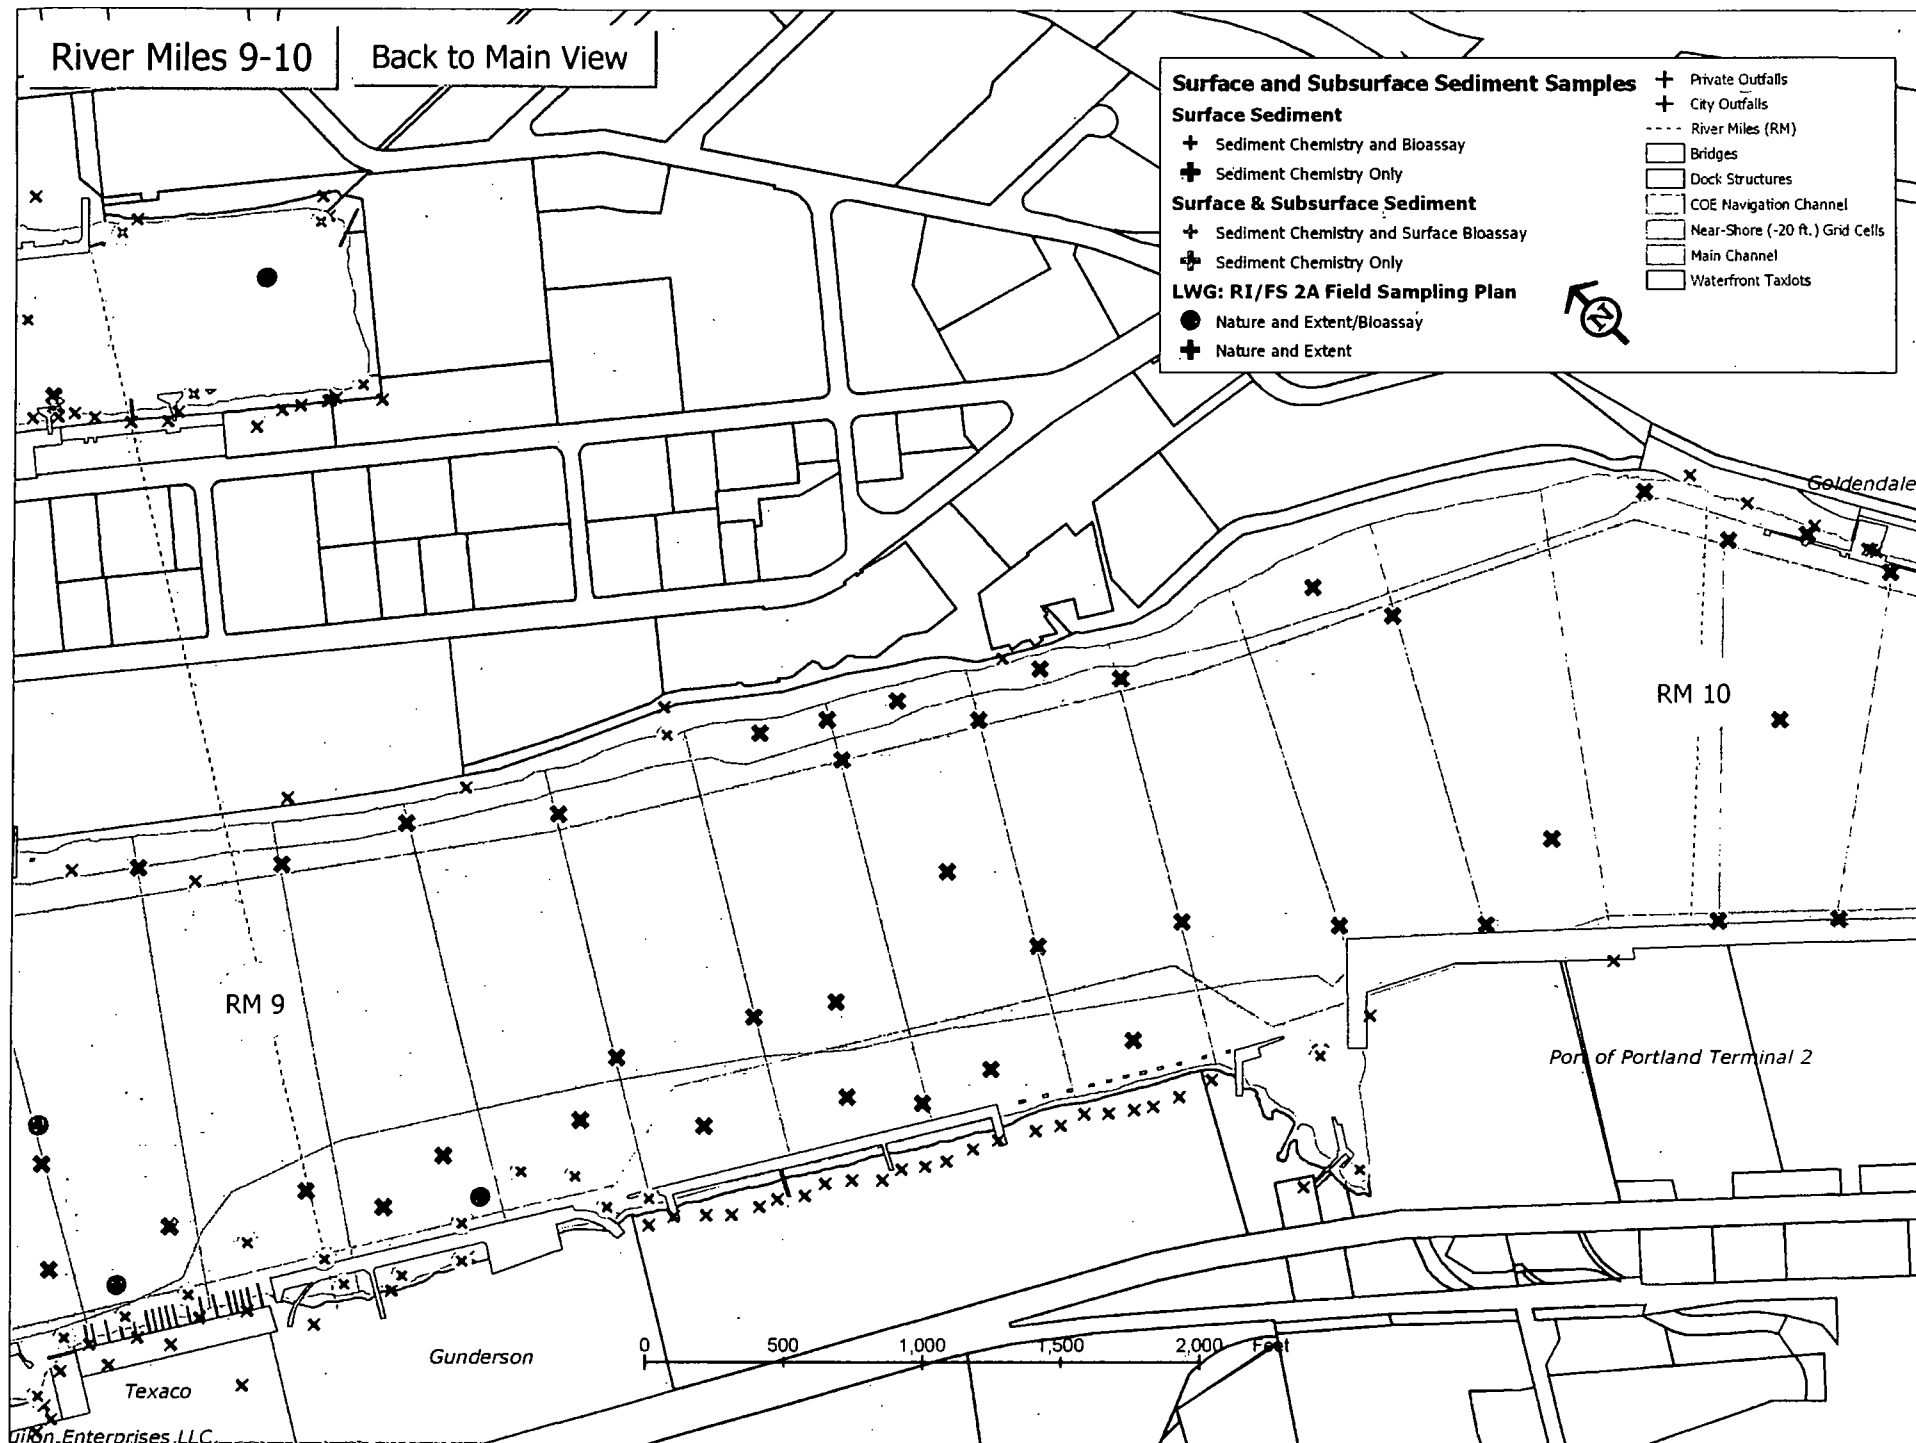 River Miles 9-10
Back to Main View
Surface and Subsurface Sediment Samples
Surface Sediment
Sediment Chemistry and Bioassay
Sediment Chemistry Only
Surface & Subsurface Sediment
Sediment Chemistry and Surface Bioassay
Sediment Chemistry Only
LWG: RI/FS 2A Field Sampling Plan
Nature and Extent/Bioassay
Nature and Extent
Private Outfalls
City Outfalls
River Miles (RM)
Bridges
Dock Structures
COE Navigation Channel
Near-Shore (-20 ft.) Grid Cells
Main Channel
Waterfront Taxlots
N
Goldendale
RM 10
RM 9
Port of Portland Terminal 2
0 500 1,000 1,500 2,000 Feet
Gunderson
Texaco
Enterprises LLC